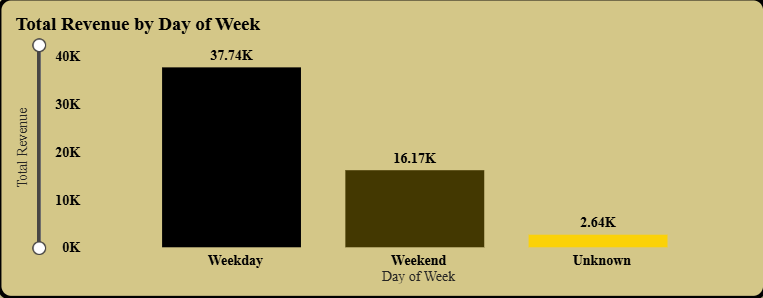 Total Revenue by Day of Week
Total Revenue
40K
30K
20K
10K
0K
37.74K
16.17K
2.64K
Weekday
Weekend
Unknown
Day of Week